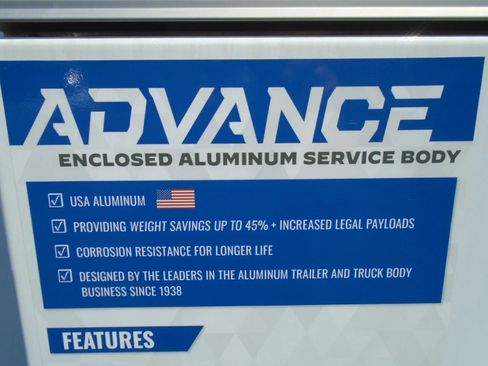 ADVANCE
ENCLOSED ALUMINUM SERVICE BODY
USA ALUMINUM
PROVIDING WEIGHT SAVINGS UP TO 45% + INCREASED LEGAL PAYLOADS
CORROSION RESISTANCE FOR LONGER LIFE
DESIGNED BY THE LEADERS IN THE ALUMINUM TRAILER AND TRUCK BODY
BUSINESS SINCE 1938
FEATURES